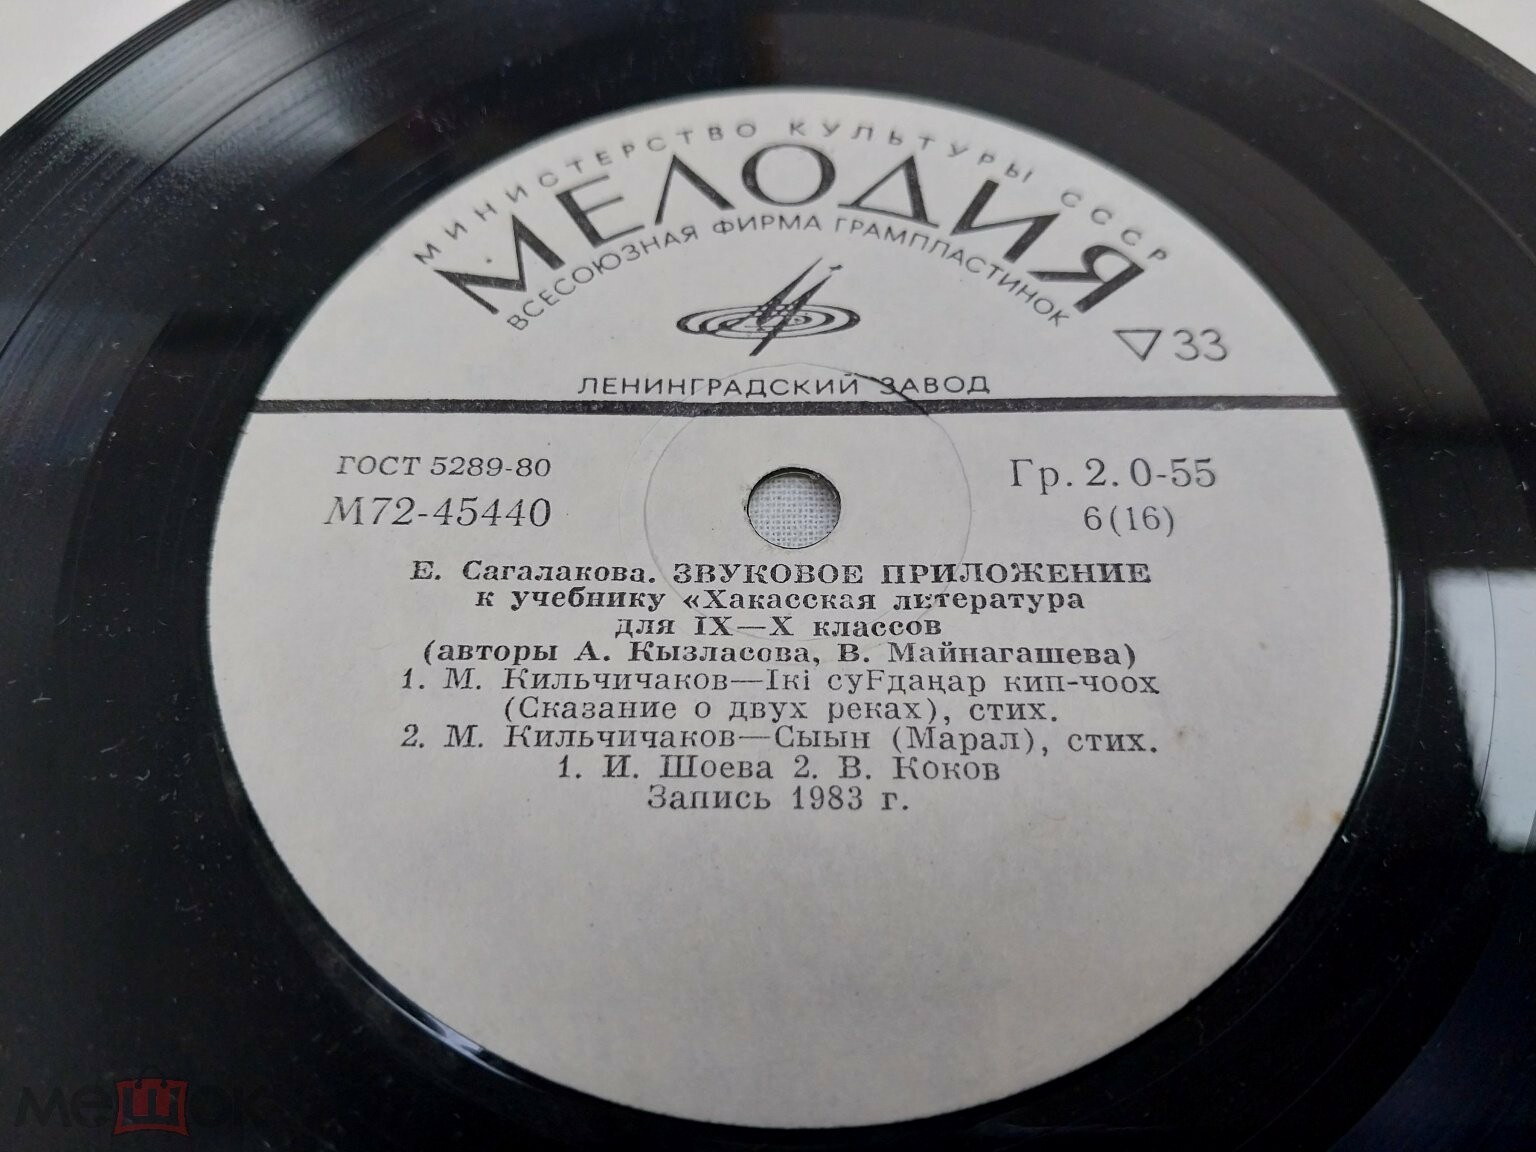 МИНИСТЕРСТВО КУЛЬТУРЫ СССР
МЕЛОДИЯ
ВСЕСОЮЗНАЯ ФИРМА ГРАМПЛАСТИНОК
▽33
ЛЕНИНГРАДСКИЙ ЗАВОД
ГОСТ 5289-80
М72-45440
Гр. 2. 0-55
6(16)
Е. Сагалакова. ЗВУКОВОЕ ПРИЛОЖЕНИЕ
к учебнику «Хакасская литература
для IX—X классов
(авторы А. Кызласова, В. Майнагашева)
1. М. Кильчичаков—Ікі суҒдаңар кип-чоох
(Сказание о двух реках), стих.
2. М. Кильчичаков—Сыын (Марал), стих.
1. И. Шоева 2. В. Коков
Запись 1983 г.
мешок